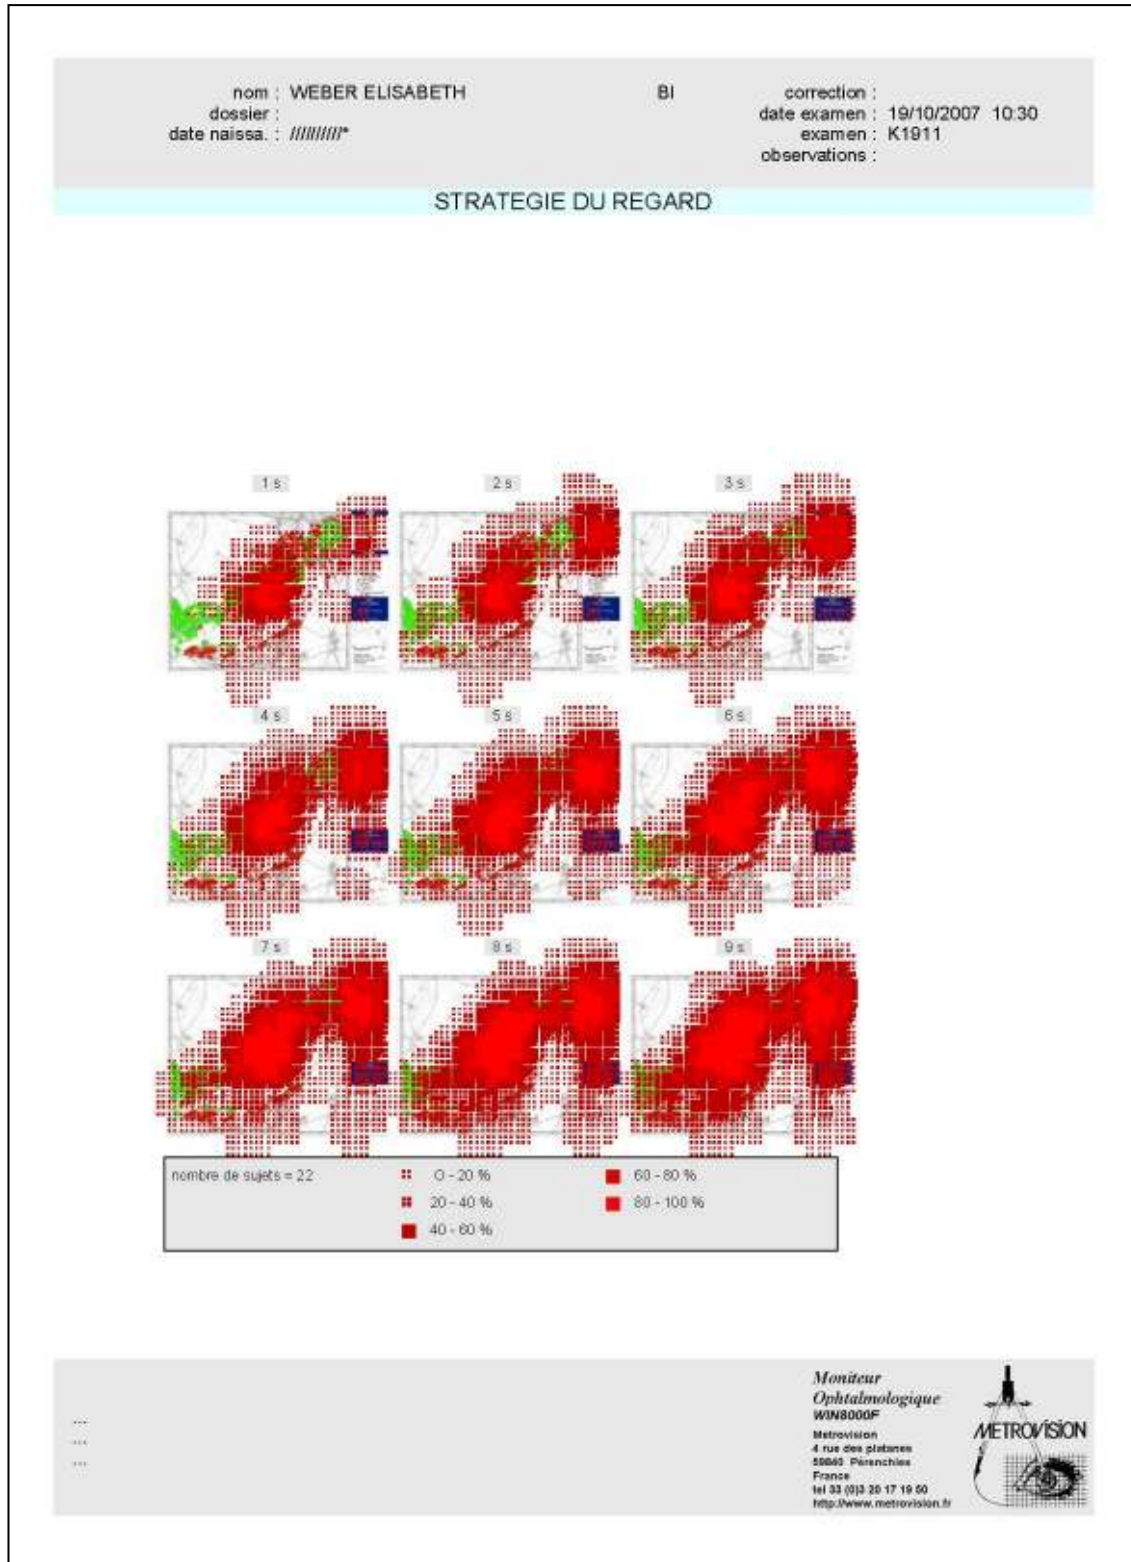 nom : WEBER ELISABETH
BI
correction :
dossier :
date examen : 19/10/2007 10:30
date naissa. : //////////*
examen : K1911
observations :
STRATEGIE DU REGARD
1 s
2 s
3 s
4 s
5 s
6 s
7 s
8 s
9 s
nombre de sujets = 22
O - 20 %
60 - 80 %
20 - 40 %
80 - 100 %
40 - 60 %
Moniteur
Ophtalmologique
WIN8000F
Metrovision
4 rue des platanes
59840 Pérenchies
France
tel 33 (0)3 20 17 19 50
http://www.metrovision.fr
METROVISION
...
...
...